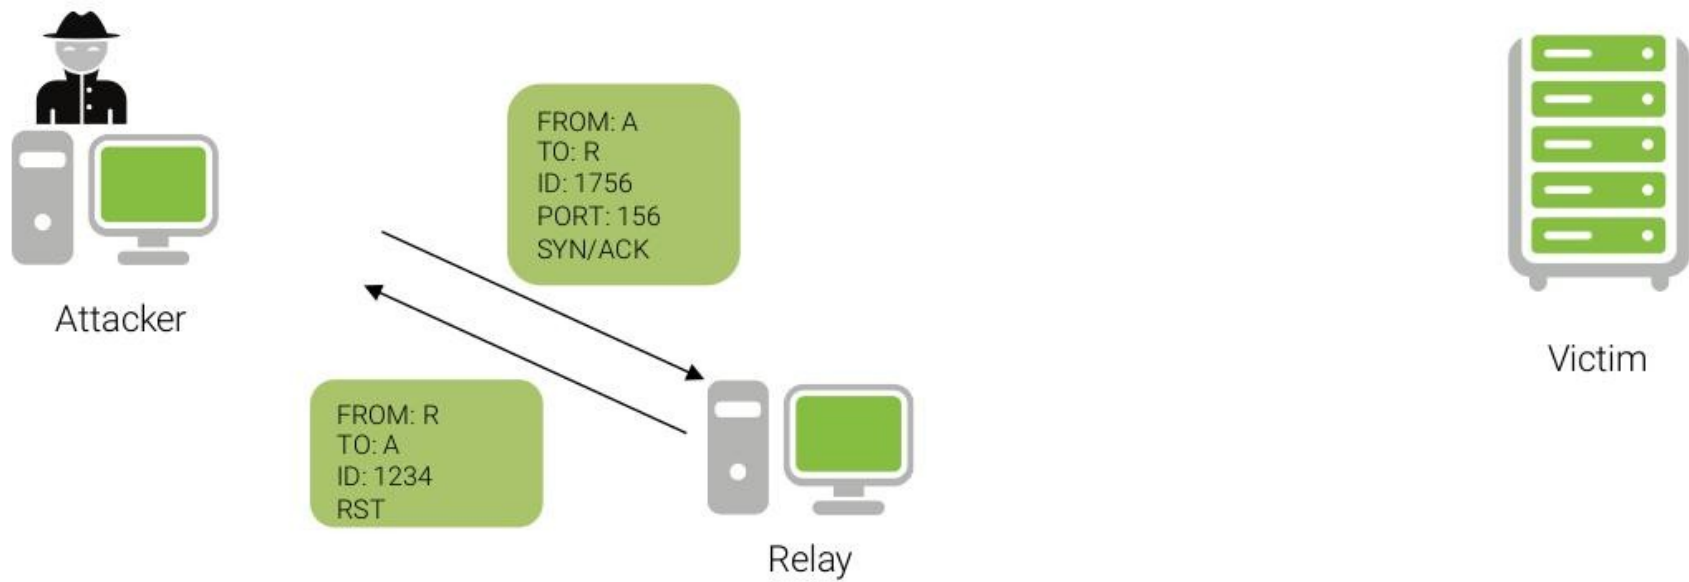 FROM: A
TO: R
ID: 1756
PORT: 156
SYN/ACK
Attacker
Victim
FROM: R
TO: A
ID: 1234
RST
Relay